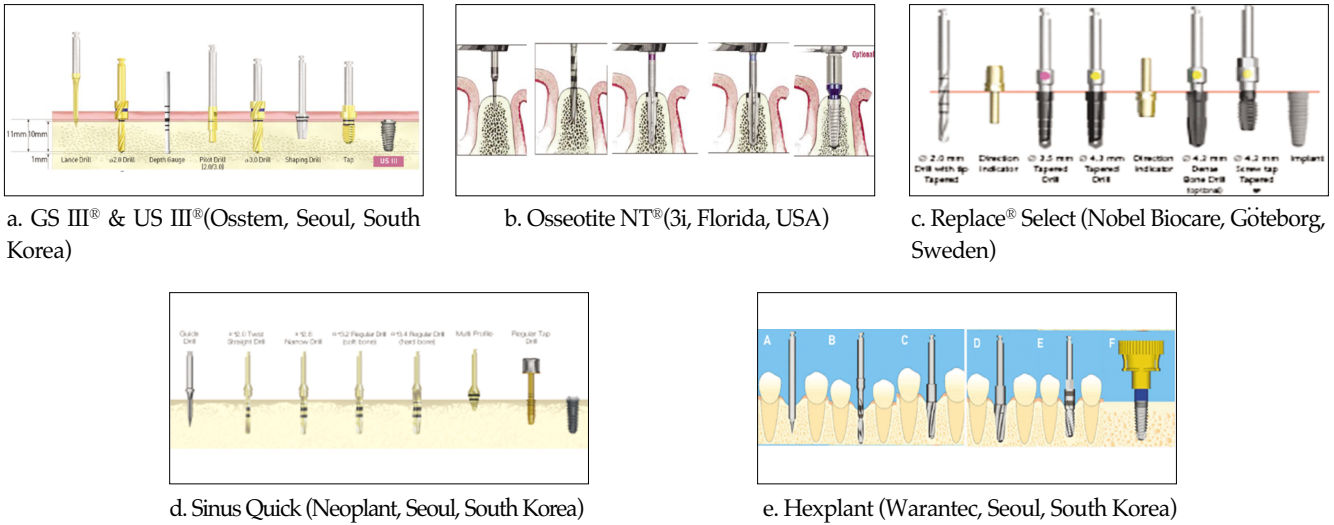 11mm 10mm
1mm
Lance Drill ø2.0 Drill Depth Gauge Pilot Drill ø3.0 Drill Shaping Drill Tap US III
(2.0/3.0)
Optional
Ø 2.0 mm Direction Ø 3.5 mm Ø 4.3 mm Direction Ø 4.3 mm Ø 4.3 mm Implant
Drill with tip Indicator Tapered Tapered Indicator Dense Screw tap
Tapered Drill Drill Bone Drill Tapered
(optional)
a. GS III® & US III®(Osstem, Seoul, South
Korea)
b. Osseotite NT®(3i, Florida, USA)
c. Replace® Select (Nobel Biocare, Göteborg,
Sweden)
Guide Twist Regular Drill Regular Drill Multi Profile Regular Tap
Drill Straight Drill Narrow Drill (soft bone) (hard bone) Drill
A B C D E F
d. Sinus Quick (Neoplant, Seoul, South Korea)
e. Hexplant (Warantec, Seoul, South Korea)